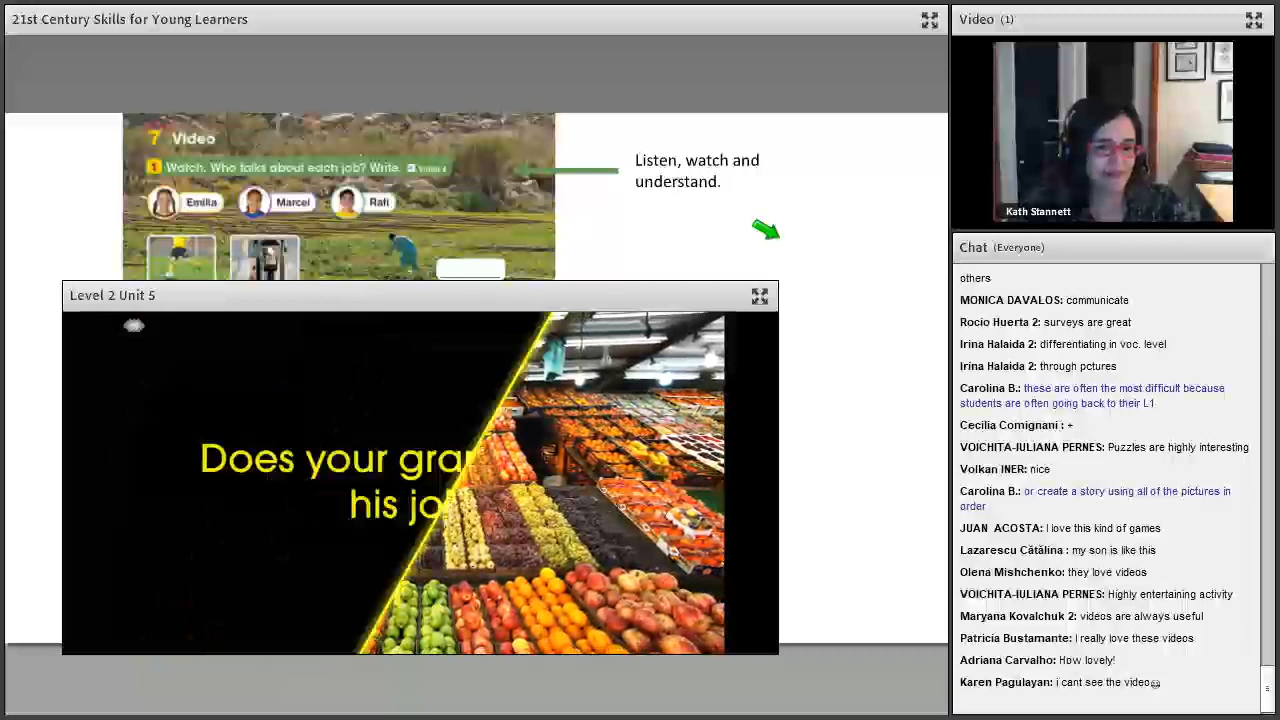 21st Century Skills for Young Learners
7 Video
1 Watch. Who talks about each job? Write.
Emilia
Marcel
Rafi
Listen, watch and
understand.
Level 2 Unit 5
Does your gra
his jo
Video (1)
Kath Stannett
Chat (Everyone)
others
MONICA DAVALOS: communicate
Rocio Huerta 2: surveys are great
Irina Halaida 2: differentiating in voc. level
Irina Halaida 2: through pctures
Carolina B.: these are often the most difficult because
students are often going back to their L1
Cecilia Comignani : +
VOICHITA-IULIANA PERNES: Puzzles are highly interesting
Volkan INER: nice
Carolina B.: or create a story using all of the pictures in
order
JUAN ACOSTA: I love this kind of games
Lazarescu Cătălina : my son is like this
Olena Mishchenko: they love videos
VOICHITA-IULIANA PERNES: Highly entertaining activity
Maryana Kovalchuk 2: videos are always useful
Patricia Bustamante: I really love these videos
Adriana Carvalho: How lovely!
Karen Pagulayan: i cant see the video